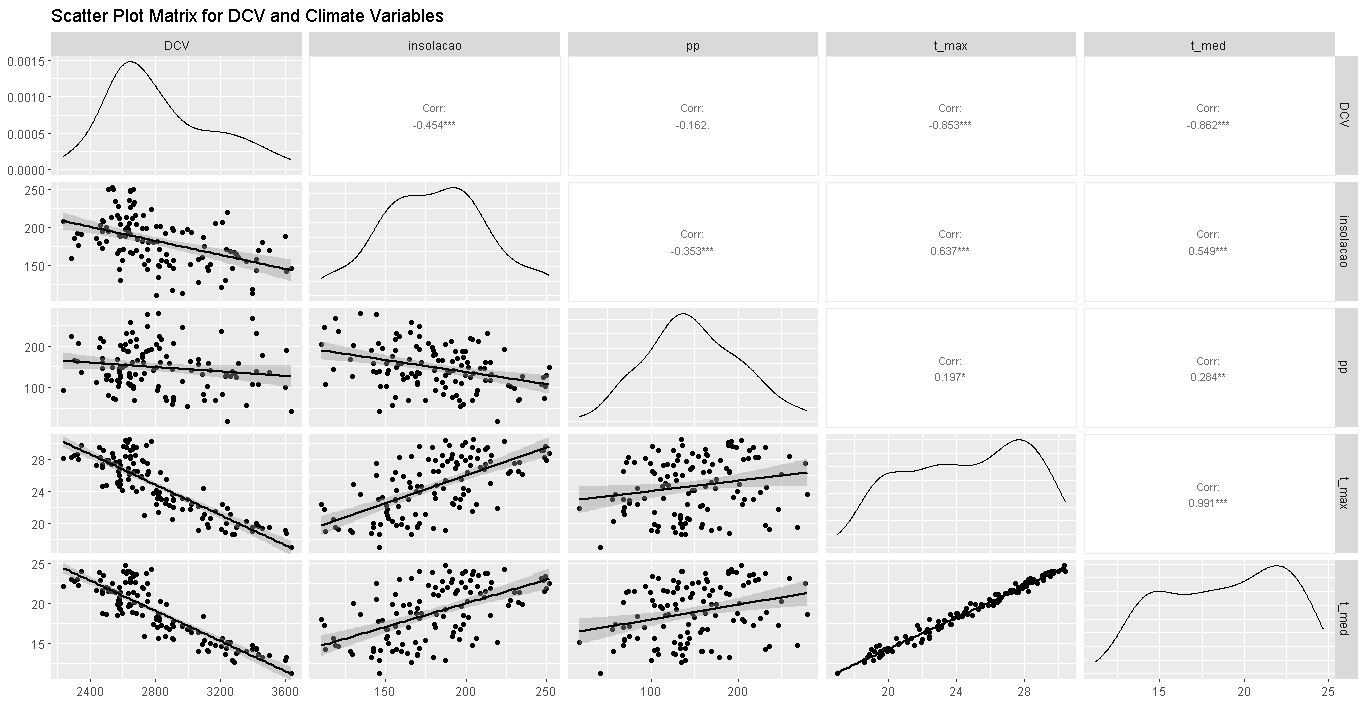 Scatter Plot Matrix for DCV and Climate Variables
DCV insolacao pp t_max t_med
0.0015
0.0010
0.0005
0.0000
Corr:
-0.454***
Corr:
-0.162.
Corr:
-0.853***
Corr:
-0.862***
DCV
250
200
150
Corr:
-0.353***
Corr:
0.637***
Corr:
0.549***
insolacao
200
100
Corr:
0.197*
Corr:
0.284**
pp
28
24
20
Corr:
0.991***
t_max
25
20
15
t_med
2400 2800 3200 3600 150 200 250 100 200 20 24 28 15 20 25